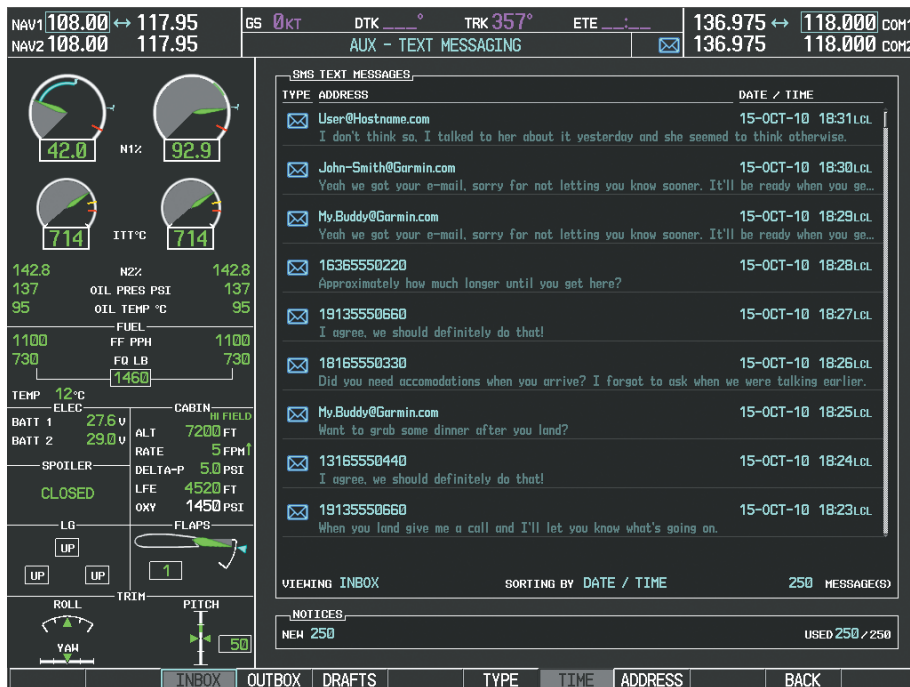 NAV1 108.00 ↔ 117.95 GS 0KT DTK ___° TRK 357° ETE __:__ 136.975 ↔ 118.000 COM1
NAV2 108.00 117.95 AUX - TEXT MESSAGING 136.975 118.000 COM2
42.0 N1% 92.9
714 ITT°C 714
142.8 N2% 142.8
137 OIL PRES PSI 137
95 OIL TEMP °C 95
FUEL
1100 FF PPH 1100
730 FQ LB 730
1460
TEMP 12°C
ELEC
BATT 1 27.6 V
BATT 2 29.0 V
SPOILER
CLOSED
CABIN
HI FIELD
ALT 7200 FT
RATE 5 FPM↑
DELTA-P 5.0 PSI
LFE 4520 FT
OXY 1450 PSI
LG
UP
UP UP
FLAPS
1
TRIM
ROLL PITCH
50
YAW
SMS TEXT MESSAGES
TYPE ADDRESS DATE / TIME
User@Hostname.com 15-OCT-10 18:31LCL
I don't think so, I talked to her about it yesterday and she seemed to think otherwise.
John-Smith@Garmin.com 15-OCT-10 18:30LCL
Yeah we got your e-mail, sorry for not letting you know sooner. It'll be ready when you ge...
My.Buddy@Garmin.com 15-OCT-10 18:29LCL
Yeah we got your e-mail, sorry for not letting you know sooner. It'll be ready when you ge...
16365550220 15-OCT-10 18:28LCL
Approximately how much longer until you get here?
19135550660 15-OCT-10 18:27LCL
I agree, we should definitely do that!
18165550330 15-OCT-10 18:26LCL
Did you need accomodations when you arrive? I forgot to ask when we were talking earlier.
My.Buddy@Garmin.com 15-OCT-10 18:25LCL
Want to grab some dinner after you land?
13165550440 15-OCT-10 18:24LCL
I agree, we should definitely do that!
19135550660 15-OCT-10 18:23LCL
When you land give me a call and I'll let you know what's going on.
VIEWING INBOX SORTING BY DATE / TIME 250 MESSAGE(S)
NOTICES
NEW 250 USED 250 / 250
INBOX OUTBOX DRAFTS TYPE TIME ADDRESS BACK